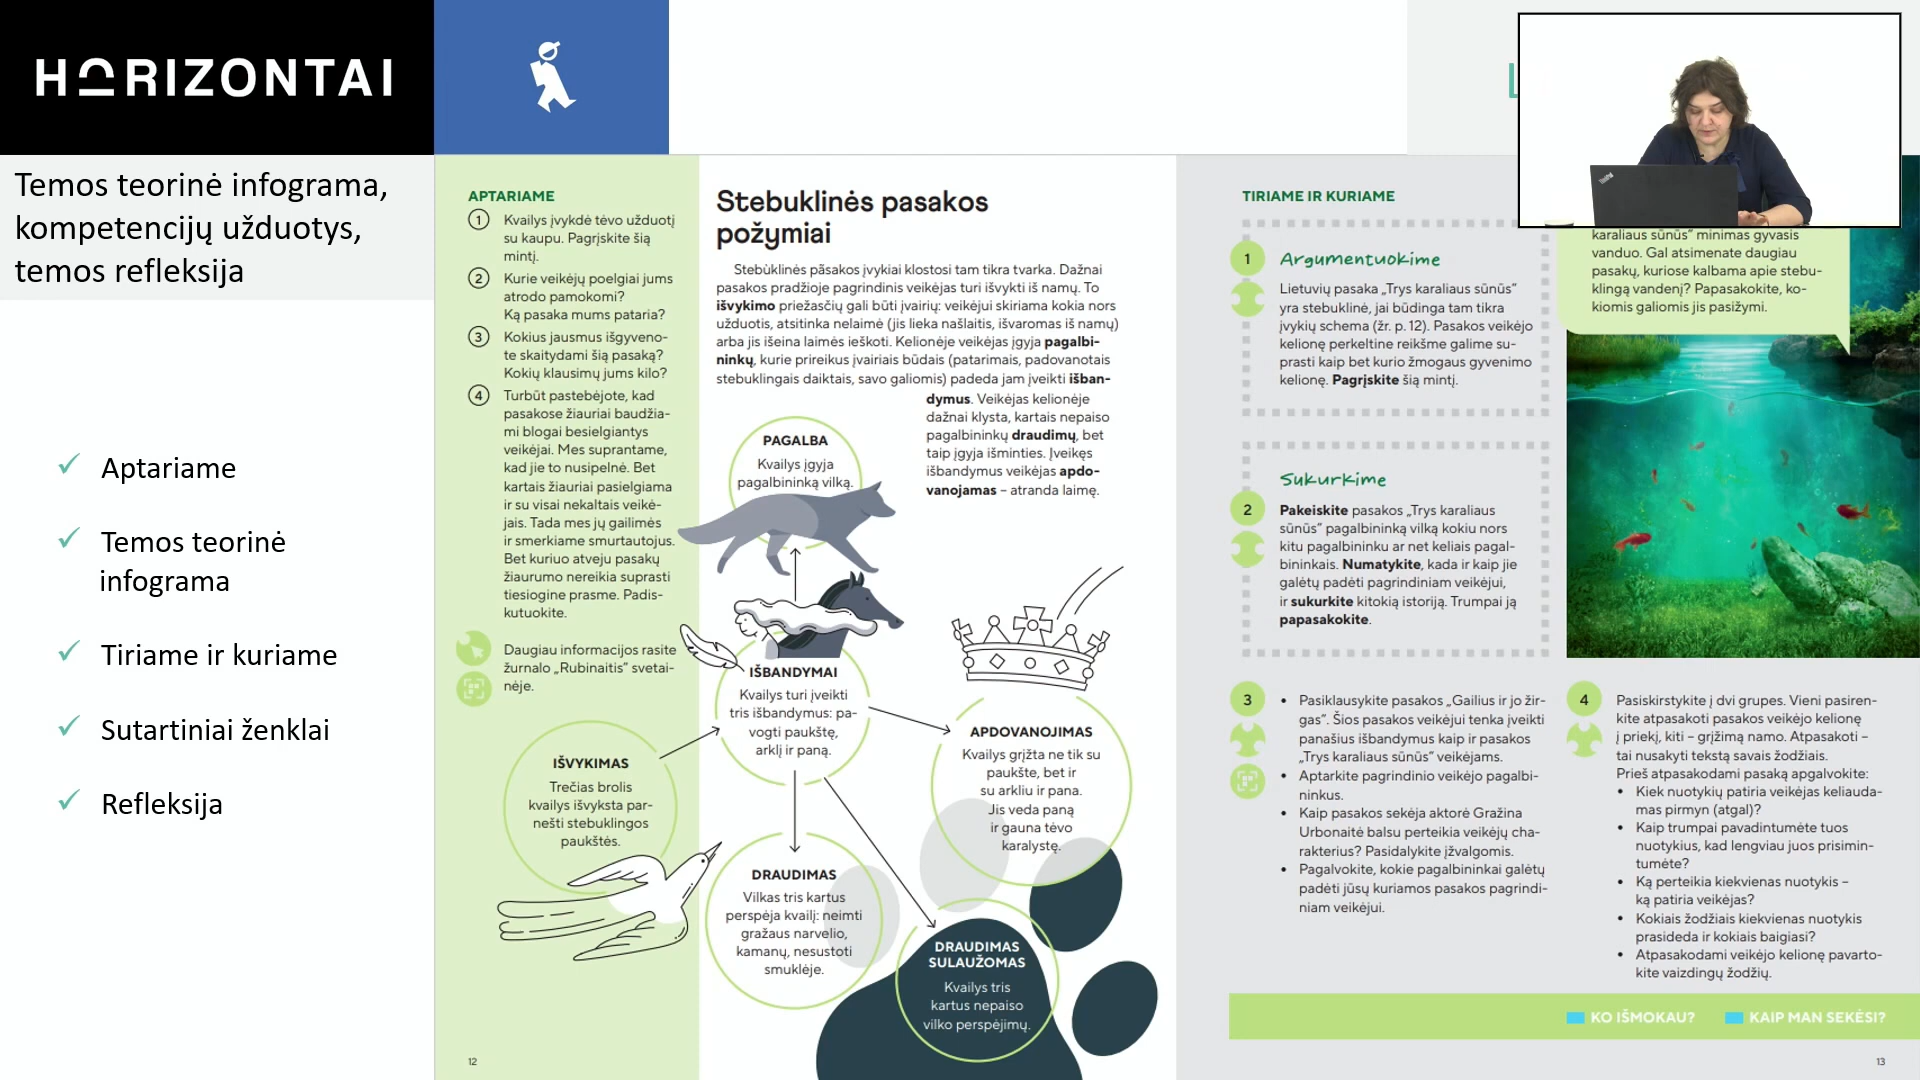 HORIZONTAI
Temos teorinė infograma,
kompetencijų užduotys,
temos refleksija
Aptariame
Temos teorinė
infograma
Tiriame ir kuriame
Sutartiniai ženklai
Refleksija
APTARIAME
1 Kvailys įvykdė tėvo užduotį
su kaupu. Pagrįskite šią
mintį.
2 Kurie veikėjų poelgiai jums
atrodo pamokomi?
Ką pasaka mums pataria?
3 Kokius jausmus išgyveno-
te skaitydami šią pasaką?
Kokių klausimų jums kilo?
4 Turbūt pastebėjote, kad
pasakose žiauriai baudžia-
mi blogai besielgiantys
veikėjai. Mes suprantame,
kad jie to nusipelnė. Bet
kartais žiauriai pasielgiama
ir su visai nekaltais veikė-
jais. Tada mes jų gailimės
ir smerkiame smurtautojus.
Bet kuriuo atveju pasakų
žiaurumo nereikia suprasti
tiesiogine prasme. Padis-
kutuokite.
Daugiau informacijos rasite
žurnalo „Rubinaitis“ svetai-
nėje.
Stebuklinės pasakos
požymiai
Stebùklinės pãsakos įvykiai klostosi tam tikra tvarka. Dažnai
pasakos pradžioje pagrindinis veikėjas turi išvykti iš namų. To
išvykimo priežasčių gali būti įvairių: veikėjui skiriama kokia nors
užduotis, atsitinka nelaimė (jis lieka našlaitis, išvaromas iš namų)
arba jis išeina laimės ieškoti. Kelionėje veikėjas įgyja pagalbi-
ninkų, kurie prireikus įvairiais būdais (patarimais, padovanotais
stebuklingais daiktais, savo galiomis) padeda jam įveikti išban-
dymus. Veikėjas kelionėje
dažnai klysta, kartais nepaiso
pagalbininkų draudimų, bet
taip įgyja išminties. Įveikęs
išbandymus veikėjas apdo-
vanojamas – atranda laimę.
PAGALBA
Kvailys įgyja
pagalbininką vilką.
IŠBANDYMAI
Kvailys turi įveikti
tris išbandymus: pa-
vogti paukštę,
arklį ir paną.
IŠVYKIMAS
Trečias brolis
kvailys išvyksta par-
nešti stebuklingos
paukštės.
APDOVANOJIMAS
Kvailys grįžta ne tik su
paukšte, bet ir
su arkliu ir pana.
Jis veda paną
ir gauna tėvo
karalystę.
DRAUDIMAS
Vilkas tris kartus
perspėja kvailį: neimti
gražaus narvelio,
kamanų, nesustoti
smuklėje.
DRAUDIMAS
SULAUŽOMAS
Kvailys tris
kartus nepaiso
vilko perspėjimų.
12
TIRIAME IR KURIAME
1 Argumentuokime
Lietuvių pasaka „Trys karaliaus sūnūs“
yra stebuklinė, jai būdinga tam tikra
įvykių schema (žr. p. 12). Pasakos veikėjo
kelionę perkeltine reikšme galime su-
prasti kaip bet kurio žmogaus gyvenimo
kelionę. Pagrįskite šią mintį.
Sukurkime
2 Pakeiskite pasakos „Trys karaliaus
sūnūs“ pagalbininką vilką kokiu nors
kitu pagalbininku ar net keliais pagal-
bininkais. Numatykite, kada ir kaip jie
galėtų padėti pagrindiniam veikėjui,
ir sukurkite kitokią istoriją. Trumpai ją
papasakokite.
karaliaus sūnūs“ minimas gyvasis
vanduo. Gal atsimenate daugiau
pasakų, kuriose kalbama apie stebu-
klingą vandenį? Papasakokite, ko-
kiomis galiomis jis pasižymi.
3 • Pasiklausykite pasakos „Gailius ir jo žir-
gas“. Šios pasakos veikėjui tenka įveikti
panašius išbandymus kaip ir pasakos
„Trys karaliaus sūnūs“ veikėjams.
• Aptarkite pagrindinio veikėjo pagalbi-
ninkus.
• Kaip pasakos sekėja aktorė Gražina
Urbonaitė balsu perteikia veikėjų cha-
rakterius? Pasidalykite įžvalgomis.
• Pagalvokite, kokie pagalbininkai galėtų
padėti jūsų kuriamos pasakos pagrindi-
niam veikėjui.
4 Pasiskirstykite į dvi grupes. Vieni pasiren-
kite atpasakoti pasakos veikėjo kelionę
į priekį, kiti – grįžimą namo. Atpasakoti –
tai nusakyti tekstą savais žodžiais.
Prieš atpasakodami pasaką apgalvokite:
• Kiek nuotykių patiria veikėjas keliauda-
mas pirmyn (atgal)?
• Kaip trumpai pavadintumėte tuos
nuotykius, kad lengviau juos prisimin-
tumėte?
• Ką perteikia kiekvienas nuotykis –
ką patiria veikėjas?
• Kokiais žodžiais kiekvienas nuotykis
prasideda ir kokiais baigiasi?
• Atpasakodami veikėjo kelionę pavarto-
kite vaizdingų žodžių.
KO IŠMOKAU? KAIP MAN SEKĖSI?
13